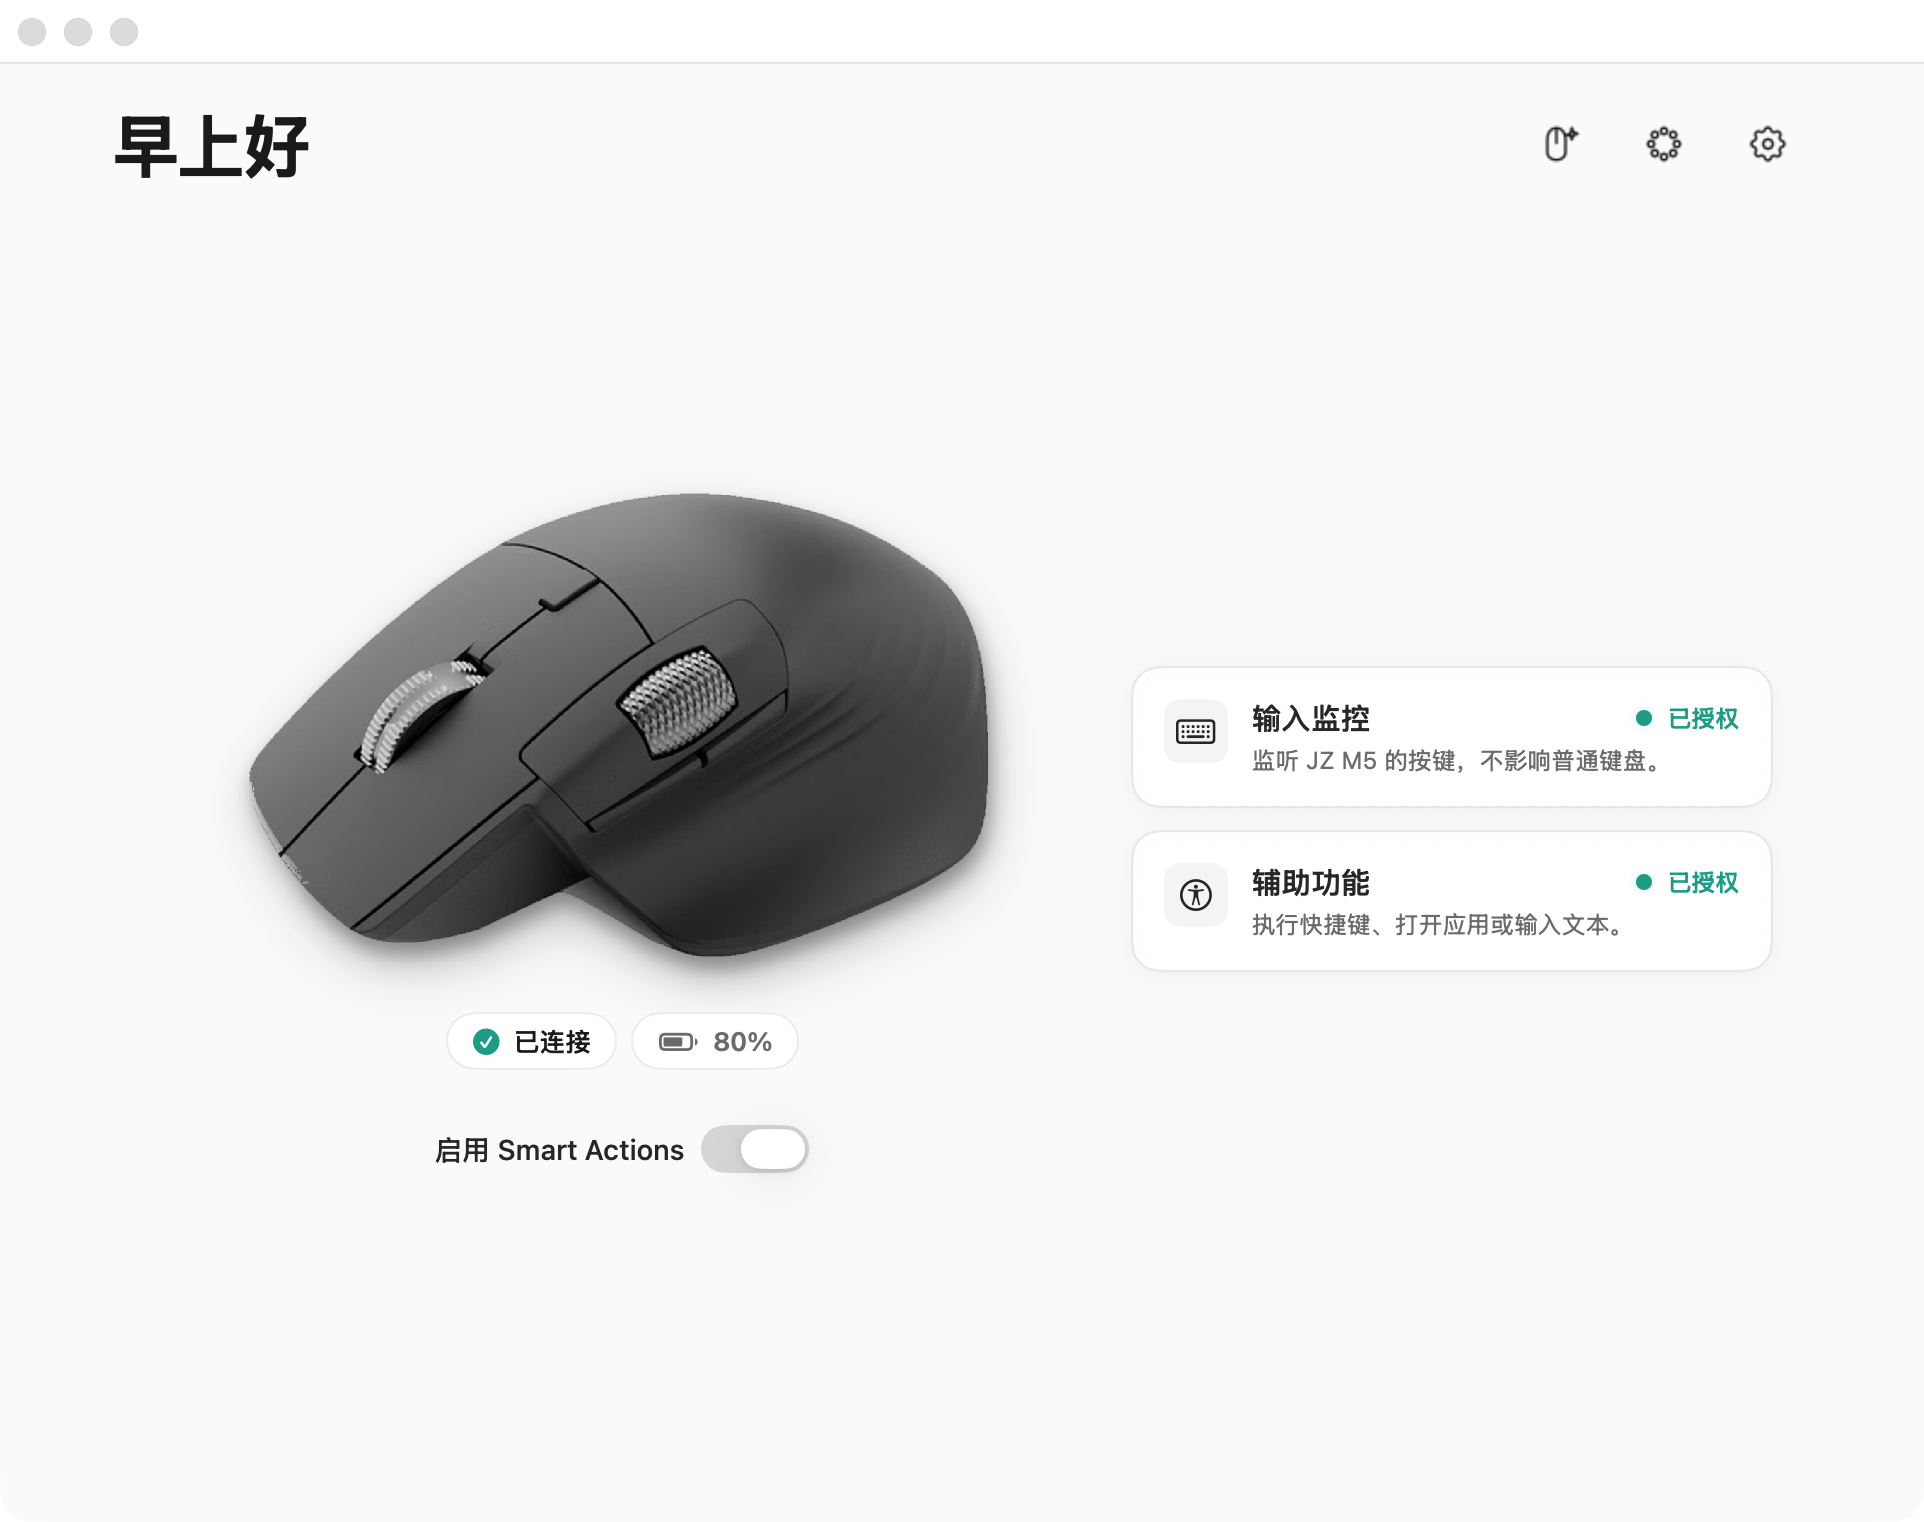 早上好
输入监控
已授权
监听 JZ M5 的按键，不影响普通键盘。
辅助功能
已授权
执行快捷键、打开应用或输入文本。
已连接
80%
启用 Smart Actions